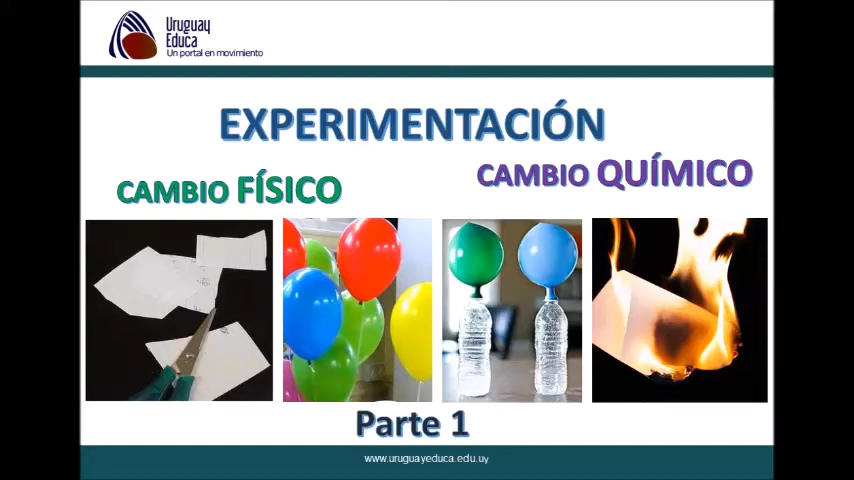 Uruguay
Educa
Un portal en movimiento
EXPERIMENTACIÓN
CAMBIO FÍSICO
CAMBIO QUÍMICO
Parte 1
www.uruguayeduca.edu.uy